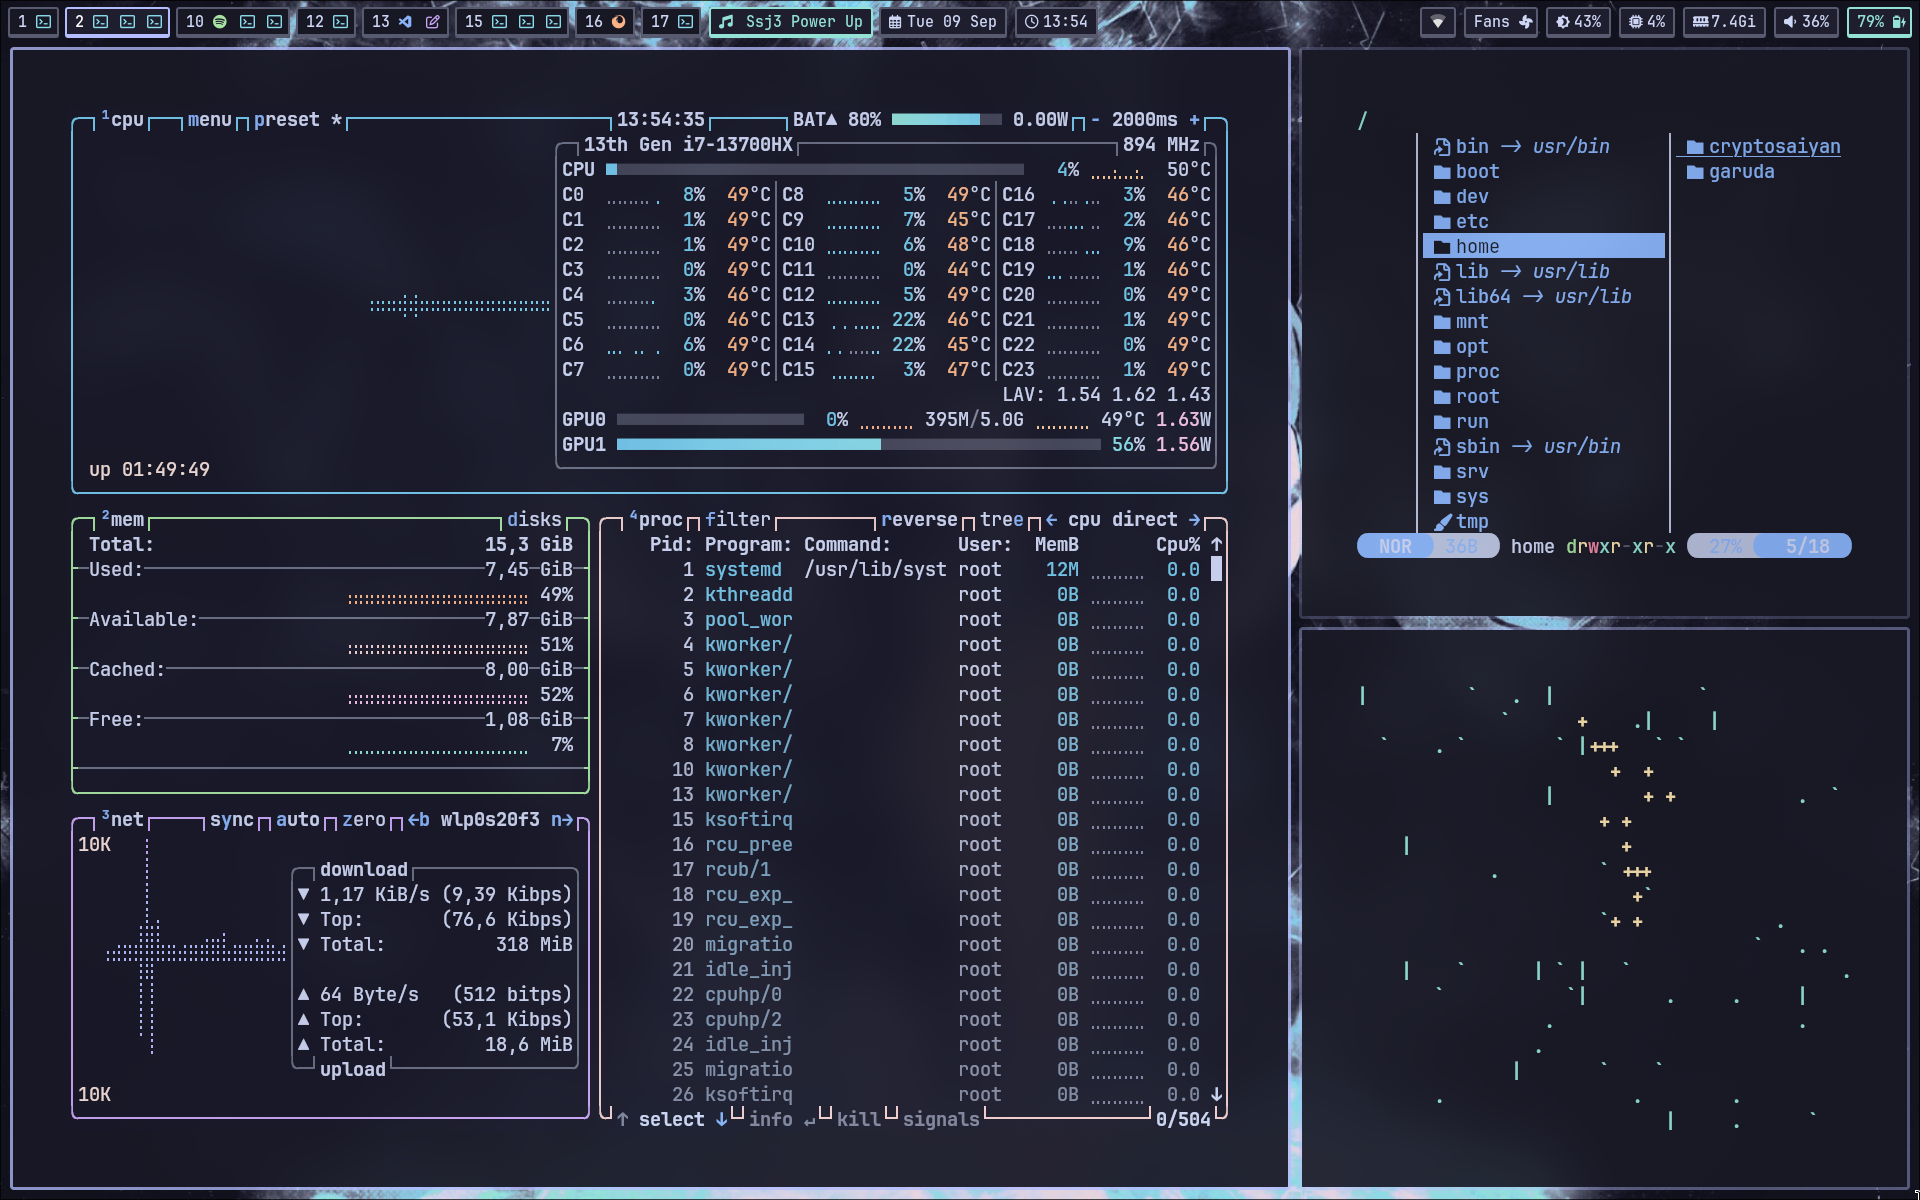 1 2 10 12 13 15 16 17 Ssj3 Power Up Tue 09 Sep 13:54 Fans 43% 4% 7.4Gi 36% 79%
1cpu menu preset * 13:54:35 BAT▲ 80% 0.00W - 2000ms +
13th Gen i7-13700HX 894 MHz
CPU 4% 50°C
C0 8% 49°C C8 5% 49°C C16 3% 46°C
C1 1% 49°C C9 7% 45°C C17 2% 46°C
C2 1% 49°C C10 6% 48°C C18 9% 46°C
C3 0% 49°C C11 0% 44°C C19 1% 46°C
C4 3% 46°C C12 5% 49°C C20 0% 49°C
C5 0% 46°C C13 22% 46°C C21 1% 49°C
C6 6% 49°C C14 22% 45°C C22 0% 49°C
C7 0% 49°C C15 3% 47°C C23 1% 49°C
LAV: 1.54 1.62 1.43
GPU0 0% 395M/5.0G 49°C 1.63W
GPU1 56% 1.56W
up 01:49:49
2mem disks
Total: 15,3 GiB
Used: 7,45 GiB
49%
Available: 7,87 GiB
51%
Cached: 8,00 GiB
52%
Free: 1,08 GiB
7%
3net sync auto zero ←b wlp0s20f3 n→
10K
download
▼ 1,17 KiB/s (9,39 Kibps)
▼ Top: (76,6 Kibps)
▼ Total: 318 MiB
▲ 64 Byte/s (512 bitps)
▲ Top: (53,1 Kibps)
▲ Total: 18,6 MiB
upload
10K
4proc filter reverse tree ← cpu direct →
Pid: Program: Command: User: MemB Cpu% ↑
1 systemd /usr/lib/syst root 12M 0.0
2 kthreadd root 0B 0.0
3 pool_wor root 0B 0.0
4 kworker/ root 0B 0.0
5 kworker/ root 0B 0.0
6 kworker/ root 0B 0.0
7 kworker/ root 0B 0.0
8 kworker/ root 0B 0.0
10 kworker/ root 0B 0.0
13 kworker/ root 0B 0.0
15 ksoftirq root 0B 0.0
16 rcu_pree root 0B 0.0
17 rcub/1 root 0B 0.0
18 rcu_exp_ root 0B 0.0
19 rcu_exp_ root 0B 0.0
20 migratio root 0B 0.0
21 idle_inj root 0B 0.0
22 cpuhp/0 root 0B 0.0
23 cpuhp/2 root 0B 0.0
24 idle_inj root 0B 0.0
25 migratio root 0B 0.0
26 ksoftirq root 0B 0.0 ↓
↑ select ↓ info ↵ kill signals 0/504
/
bin -> usr/bin
boot
dev
etc
home
lib -> usr/lib
lib64 -> usr/lib
mnt
opt
proc
root
run
sbin -> usr/bin
srv
sys
tmp
cryptosaiyan
garuda
NOR 36B home drwxr-xr-x 27% 5/18